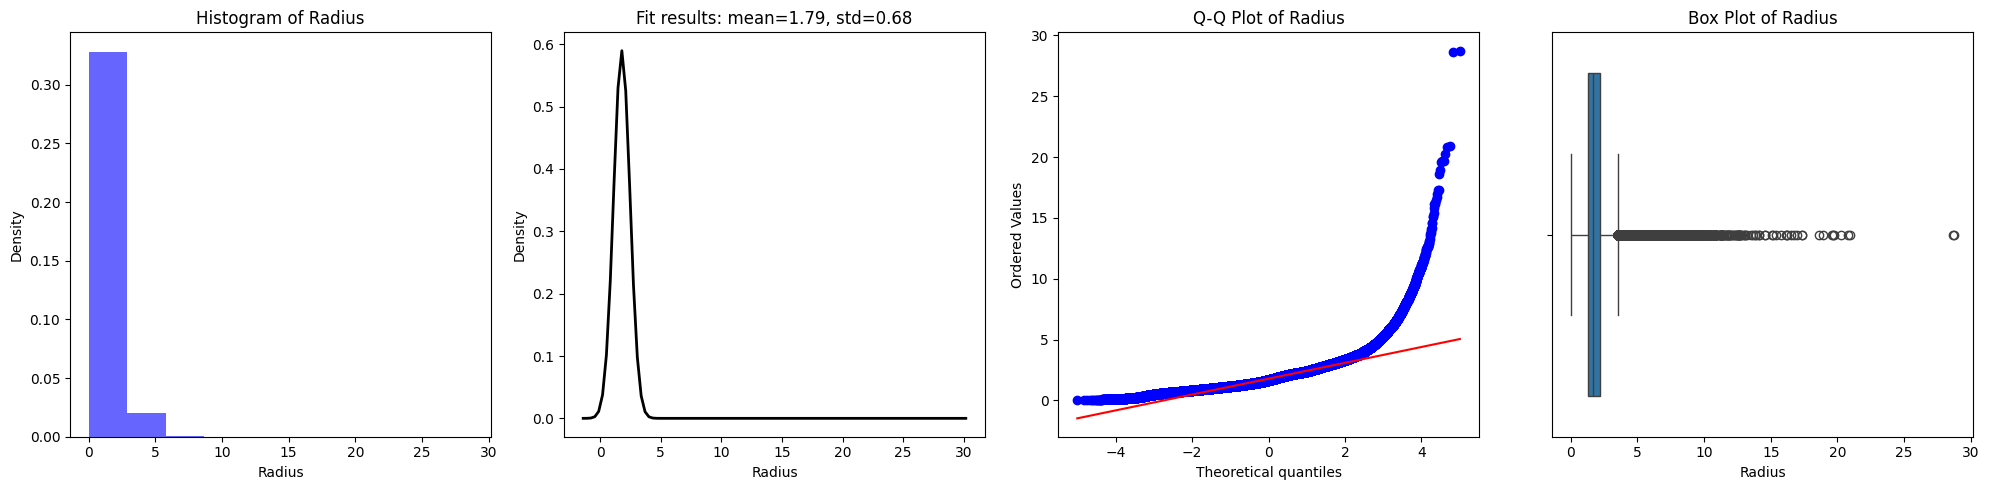 Histogram of Radius
Density
0.30
0.25
0.20
0.15
0.10
0.05
0.00
0 5 10 15 20 25 30
Radius
Fit results: mean=1.79, std=0.68
Density
0.6
0.5
0.4
0.3
0.2
0.1
0.0
0 5 10 15 20 25 30
Radius
Q-Q Plot of Radius
Ordered Values
30
25
20
15
10
5
0
−4 −2 0 2 4
Theoretical quantiles
Box Plot of Radius
0 5 10 15 20 25 30
Radius